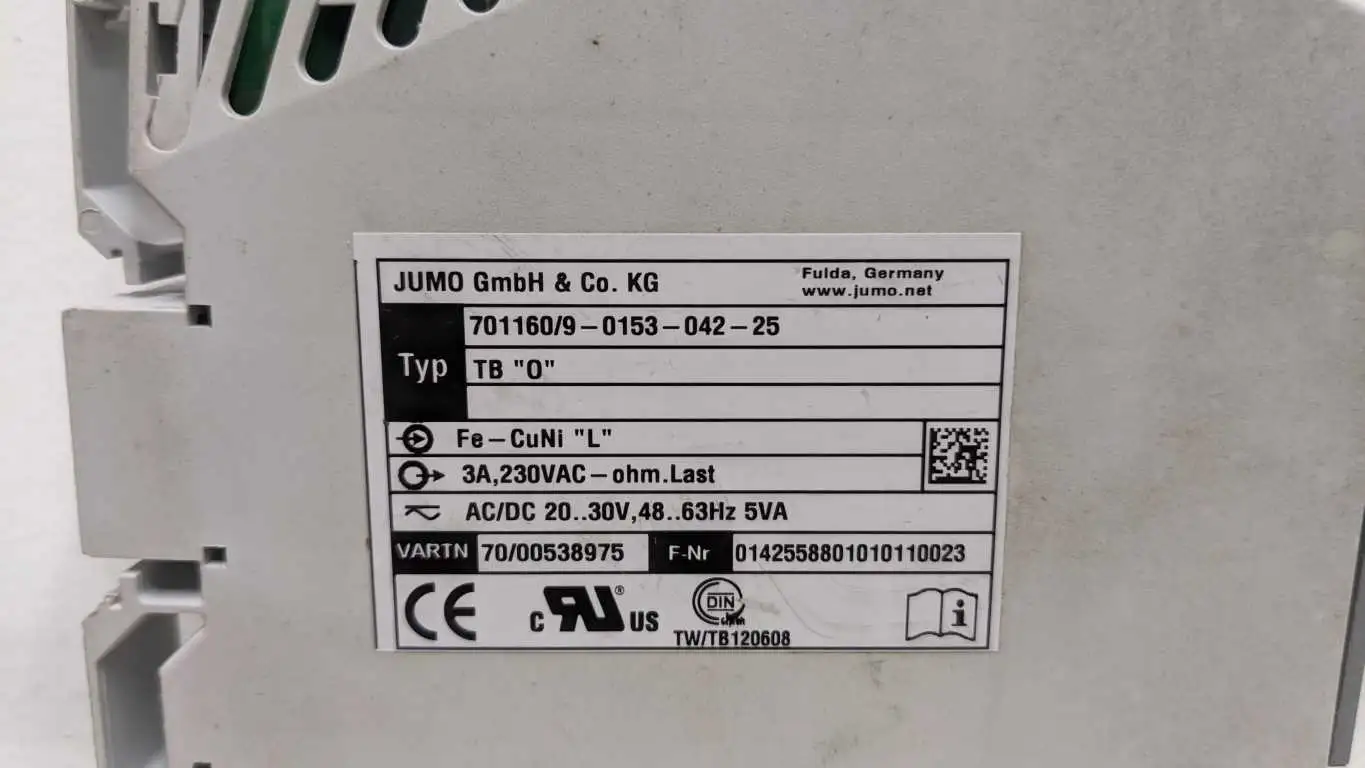 JUMO GmbH & Co. KG
Fulda, Germany
www.jumo.net
Typ
701160/9-0153-042-25
TB "O"
Fe-CuNi "L"
3A,230VAC-ohm.Last
AC/DC 20..30V,48..63Hz 5VA
VARTN 70/00538975 F-Nr 0142558801010110023
CE
c RU ® US
DIN
TW/TB120608
i